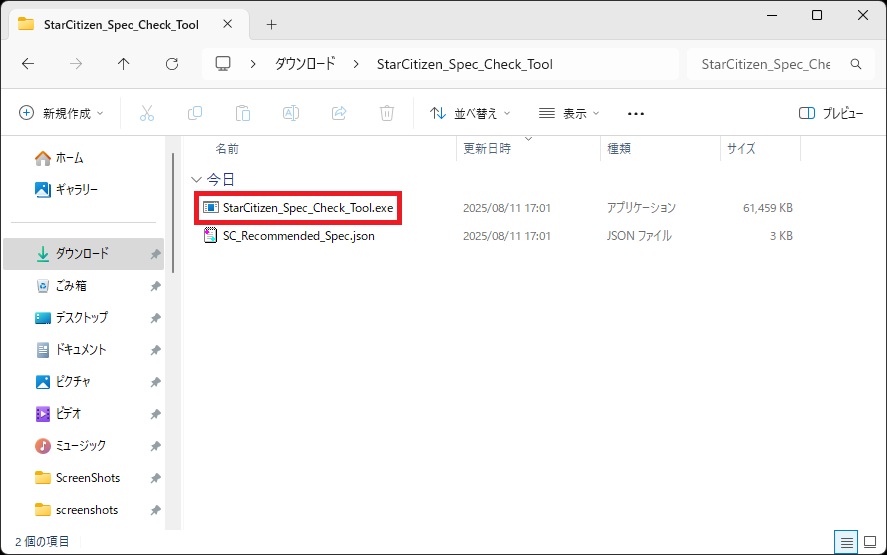 StarCitizen_Spec_Check_Tool
ダウンロード StarCitizen_Spec_Check_Tool StarCitizen_Spec_Che
新規作成 並べ替え 表示 プレビュー
名前 更新日時 種類 サイズ
ホーム
ギャラリー
ダウンロード
ごみ箱
デスクトップ
ドキュメント
ピクチャ
ビデオ
ミュージック
ScreenShots
screenshots
今日
StarCitizen_Spec_Check_Tool.exe 2025/08/11 17:01 アプリケーション 61,459 KB
SC_Recommended_Spec.json 2025/08/11 17:01 JSON ファイル 3 KB
2 個の項目